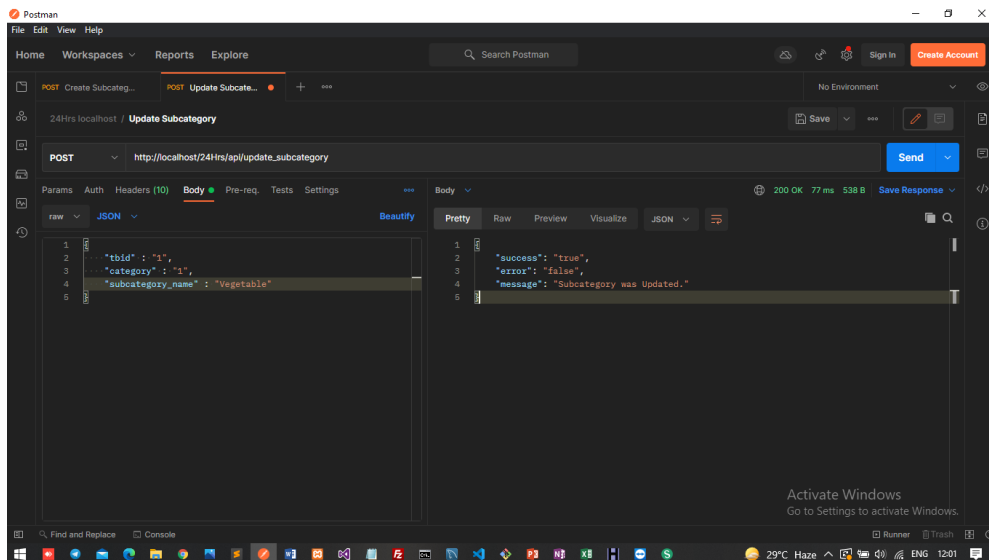 Postman
File Edit View Help
Home Workspaces Reports Explore Search Postman Sign In Create Account
POST Create Subcateg... POST Update Subcate... No Environment
24Hrs localhost / Update Subcategory Save
POST http://localhost/24Hrs/api/update_subcategory Send
Params Auth Headers (10) Body Pre-req. Tests Settings Body 200 OK 77 ms 538 B Save Response
raw JSON Beautify Pretty Raw Preview Visualize JSON
1 {
2 "tbid" : "1",
3 "category" : "1",
4 "subcategory_name" : "Vegetable"
5 }
1 {
2 "success": "true",
3 "error": "false",
4 "message": "Subcategory was Updated."
5 }
Activate Windows
Go to Settings to activate Windows.
Find and Replace Console Runner Trash
29°C Haze ENG 12:01